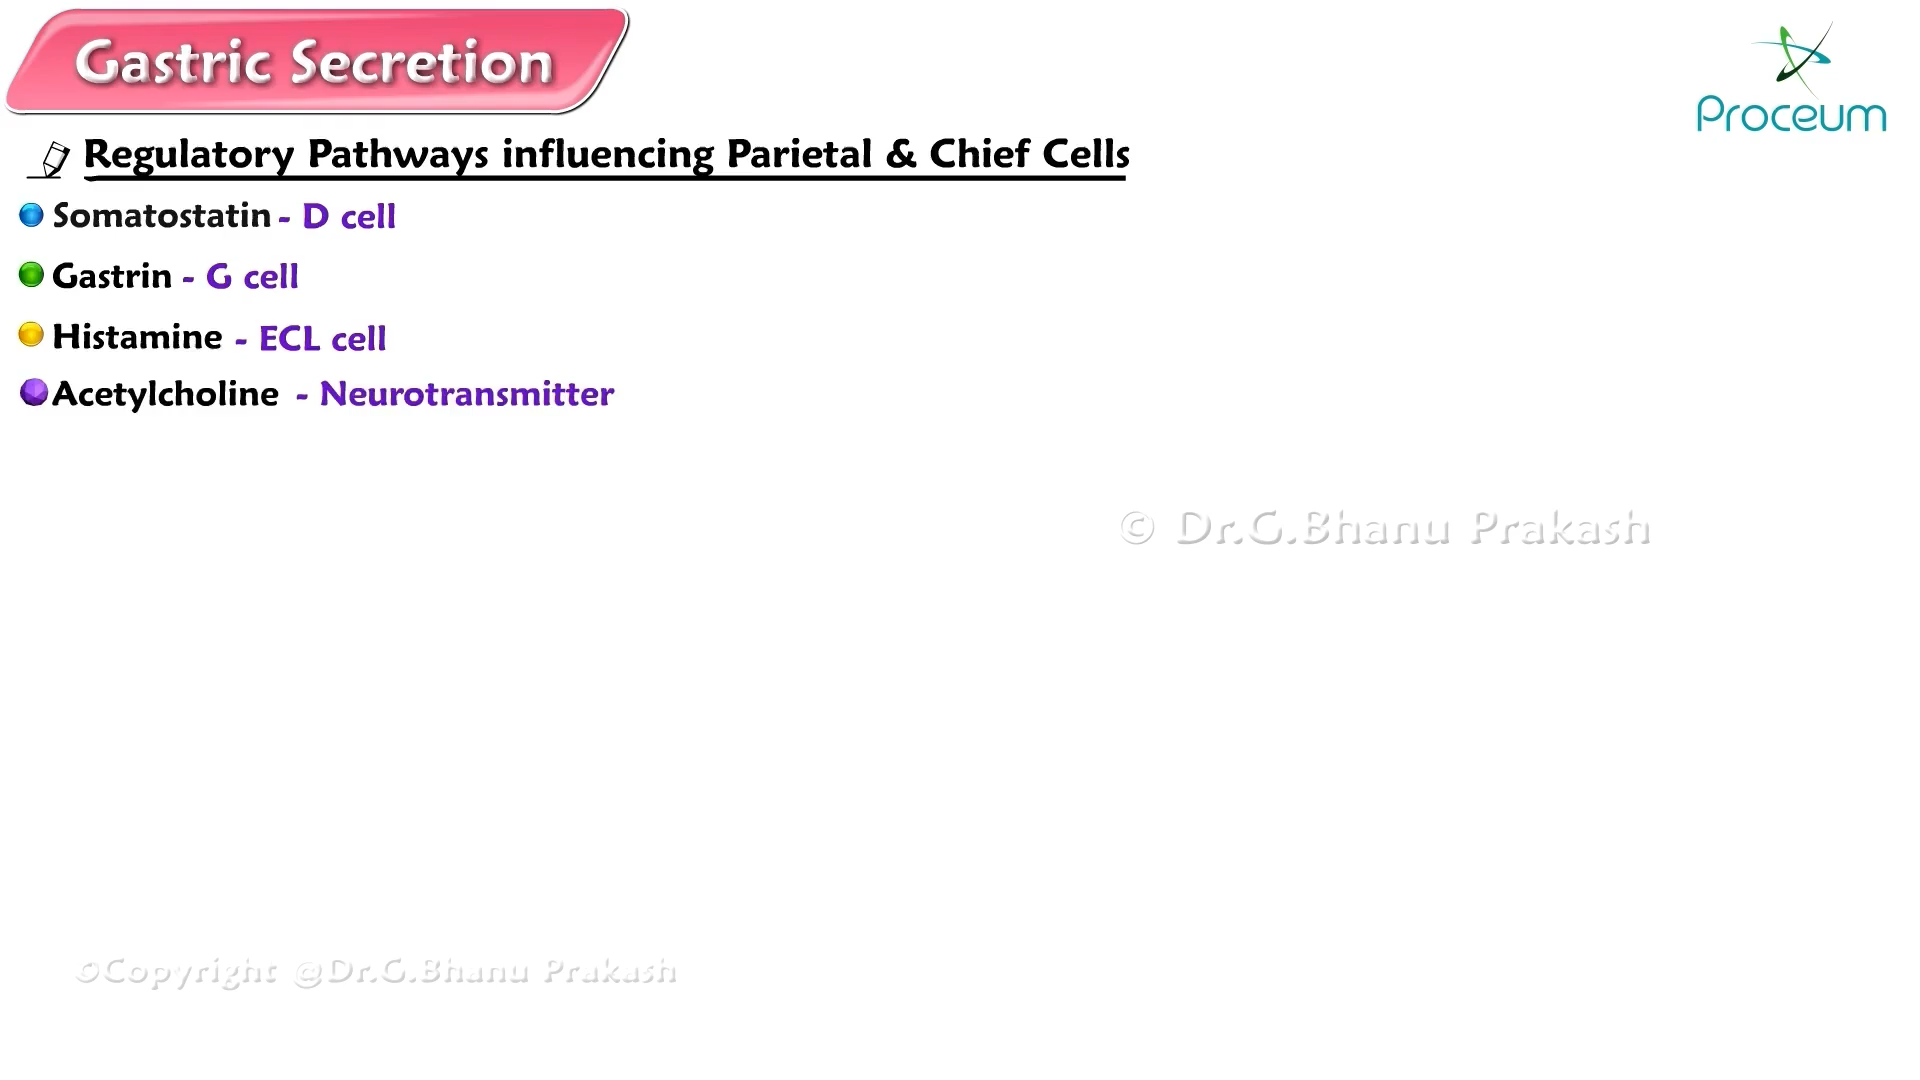 Gastric Secretion
Proceum
Regulatory Pathways influencing Parietal & Chief Cells
Somatostatin - D cell
Gastrin - G cell
Histamine - ECL cell
Acetylcholine - Neurotransmitter
© Dr.G.Bhanu Prakash
©Copyright @Dr.G.Bhanu Prakash